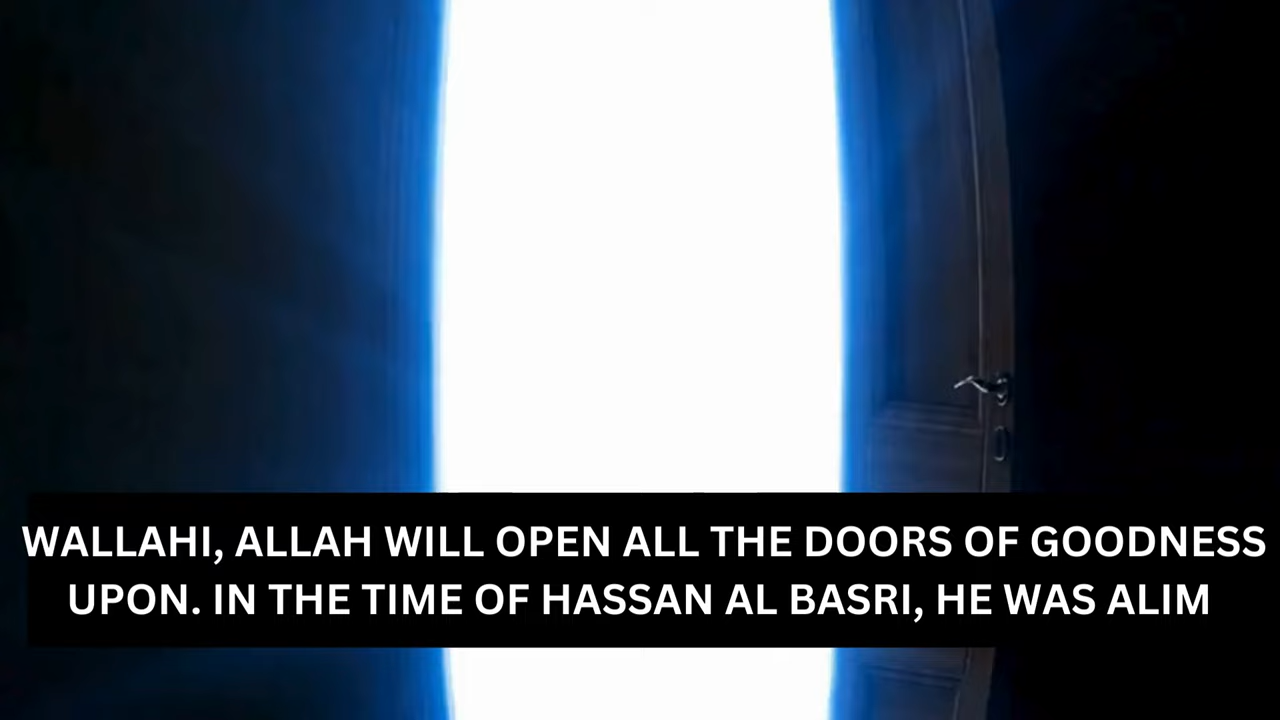 WALLAHI, ALLAH WILL OPEN ALL THE DOORS OF GOODNESS
UPON. IN THE TIME OF HASSAN AL BASRI, HE WAS ALIM